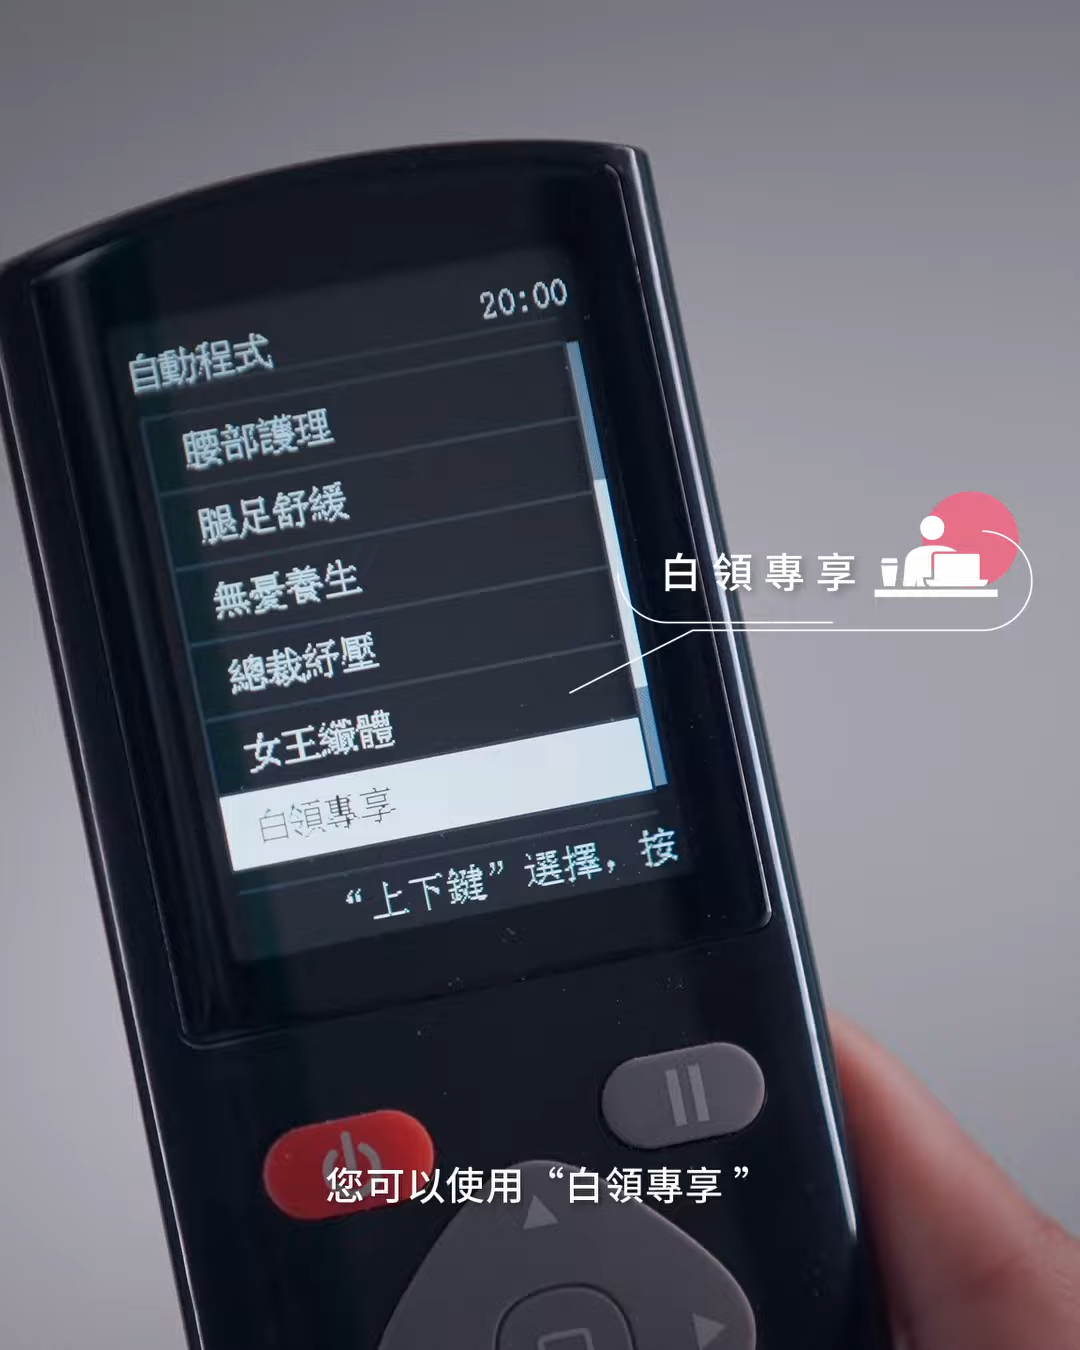 20:00
自動程式
腰部護理
腿足舒緩
無憂養生
總裁紓壓
女王纖體
白領專享
“上下鍵”選擇，按
白領專享
您可以使用“白領專享”